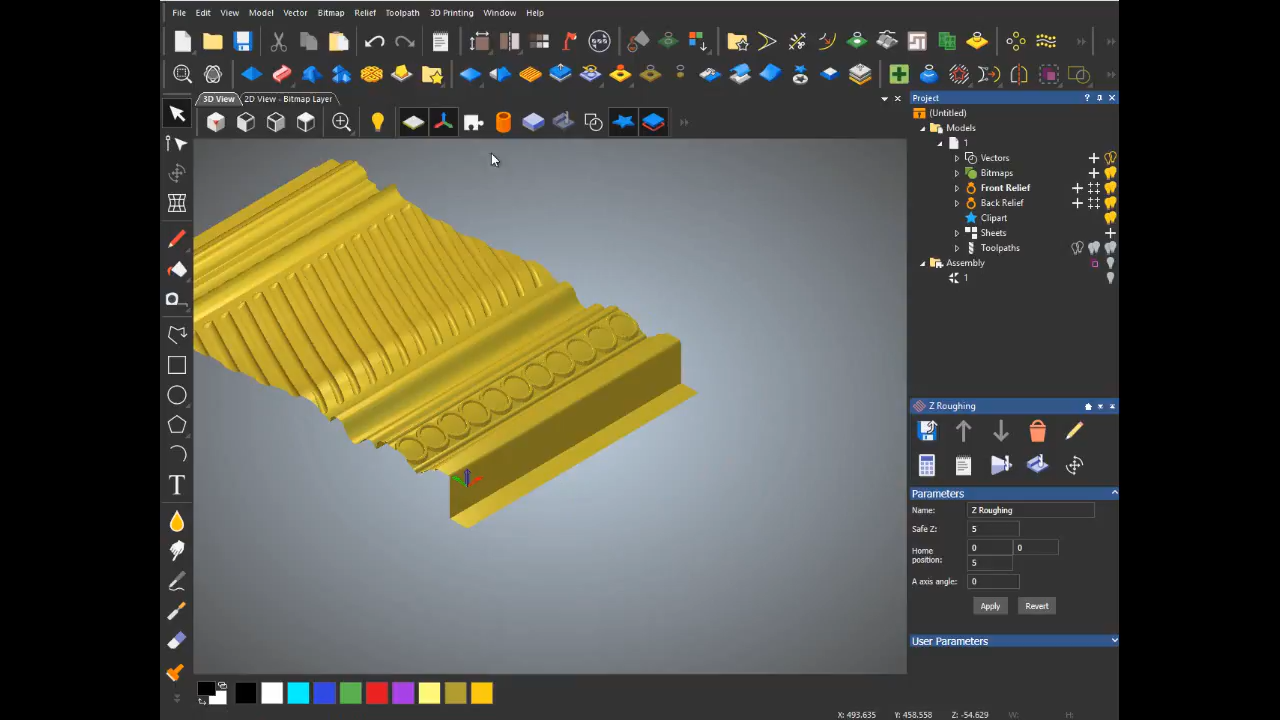 File Edit View Model Vector Bitmap Relief Toolpath 3D Printing Window Help
3D View 2D View - Bitmap Layer
Project
(Untitled)
Models
1
Vectors
Bitmaps
Front Relief
Back Relief
Clipart
Sheets
Toolpaths
Assembly
1
Z Roughing
Parameters
Name: Z Roughing
Safe Z: 5
Home position: 0 0
5
A axis angle: 0
Apply Revert
User Parameters
X: 493.635 Y: 458.558 Z: -54.629 W: H: